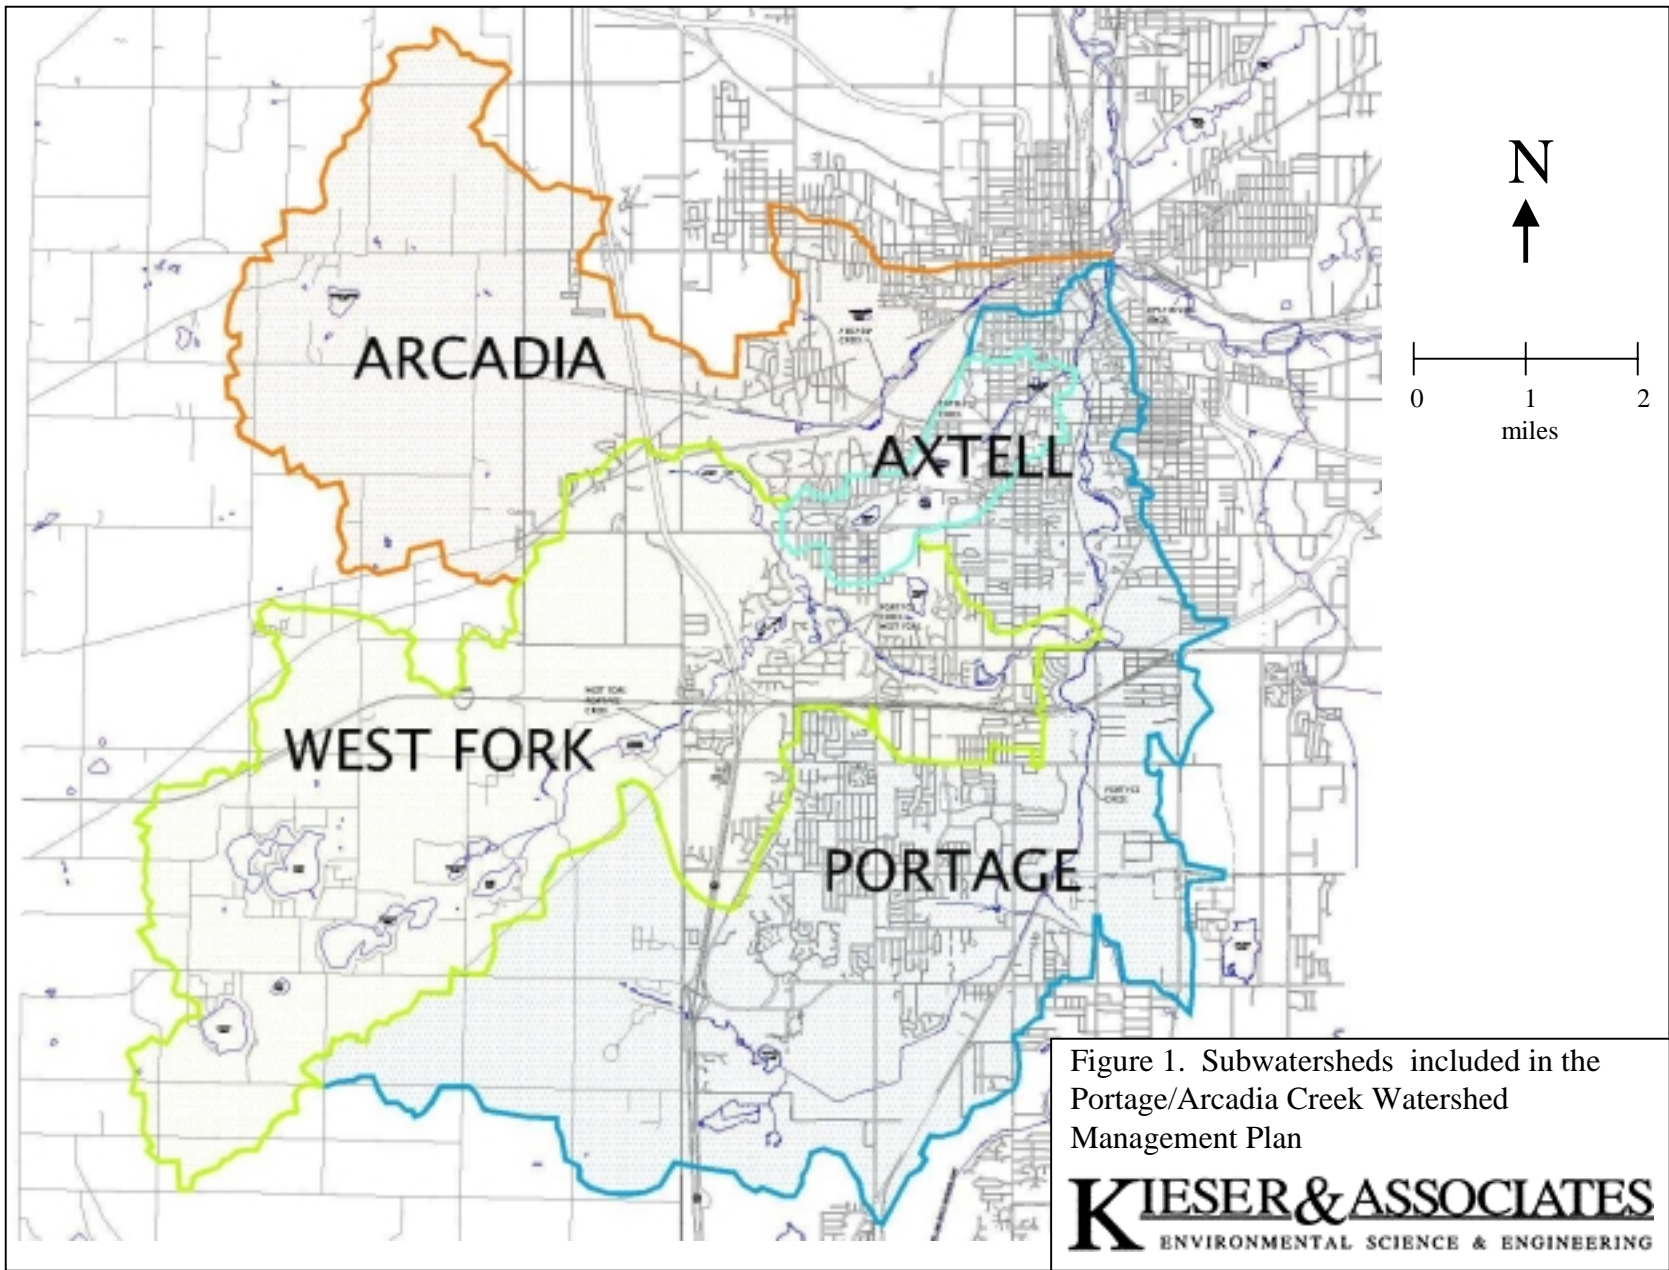 N
0 1 2
miles
ARCADIA
AXTELL
WEST FORK
PORTAGE
Figure 1. Subwatersheds included in the
Portage/Arcadia Creek Watershed
Management Plan
KIESER & ASSOCIATES
ENVIRONMENTAL SCIENCE & ENGINEERING